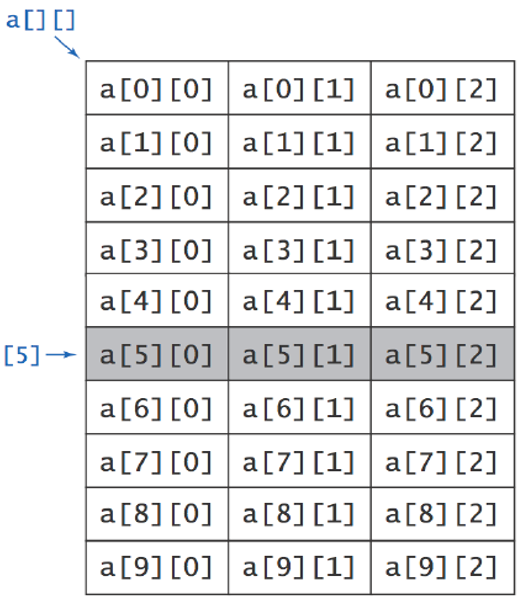 a[][]
a[0][0] a[0][1] a[0][2]
a[1][0] a[1][1] a[1][2]
a[2][0] a[2][1] a[2][2]
a[3][0] a[3][1] a[3][2]
a[4][0] a[4][1] a[4][2]
[5] a[5][0] a[5][1] a[5][2]
a[6][0] a[6][1] a[6][2]
a[7][0] a[7][1] a[7][2]
a[8][0] a[8][1] a[8][2]
a[9][0] a[9][1] a[9][2]